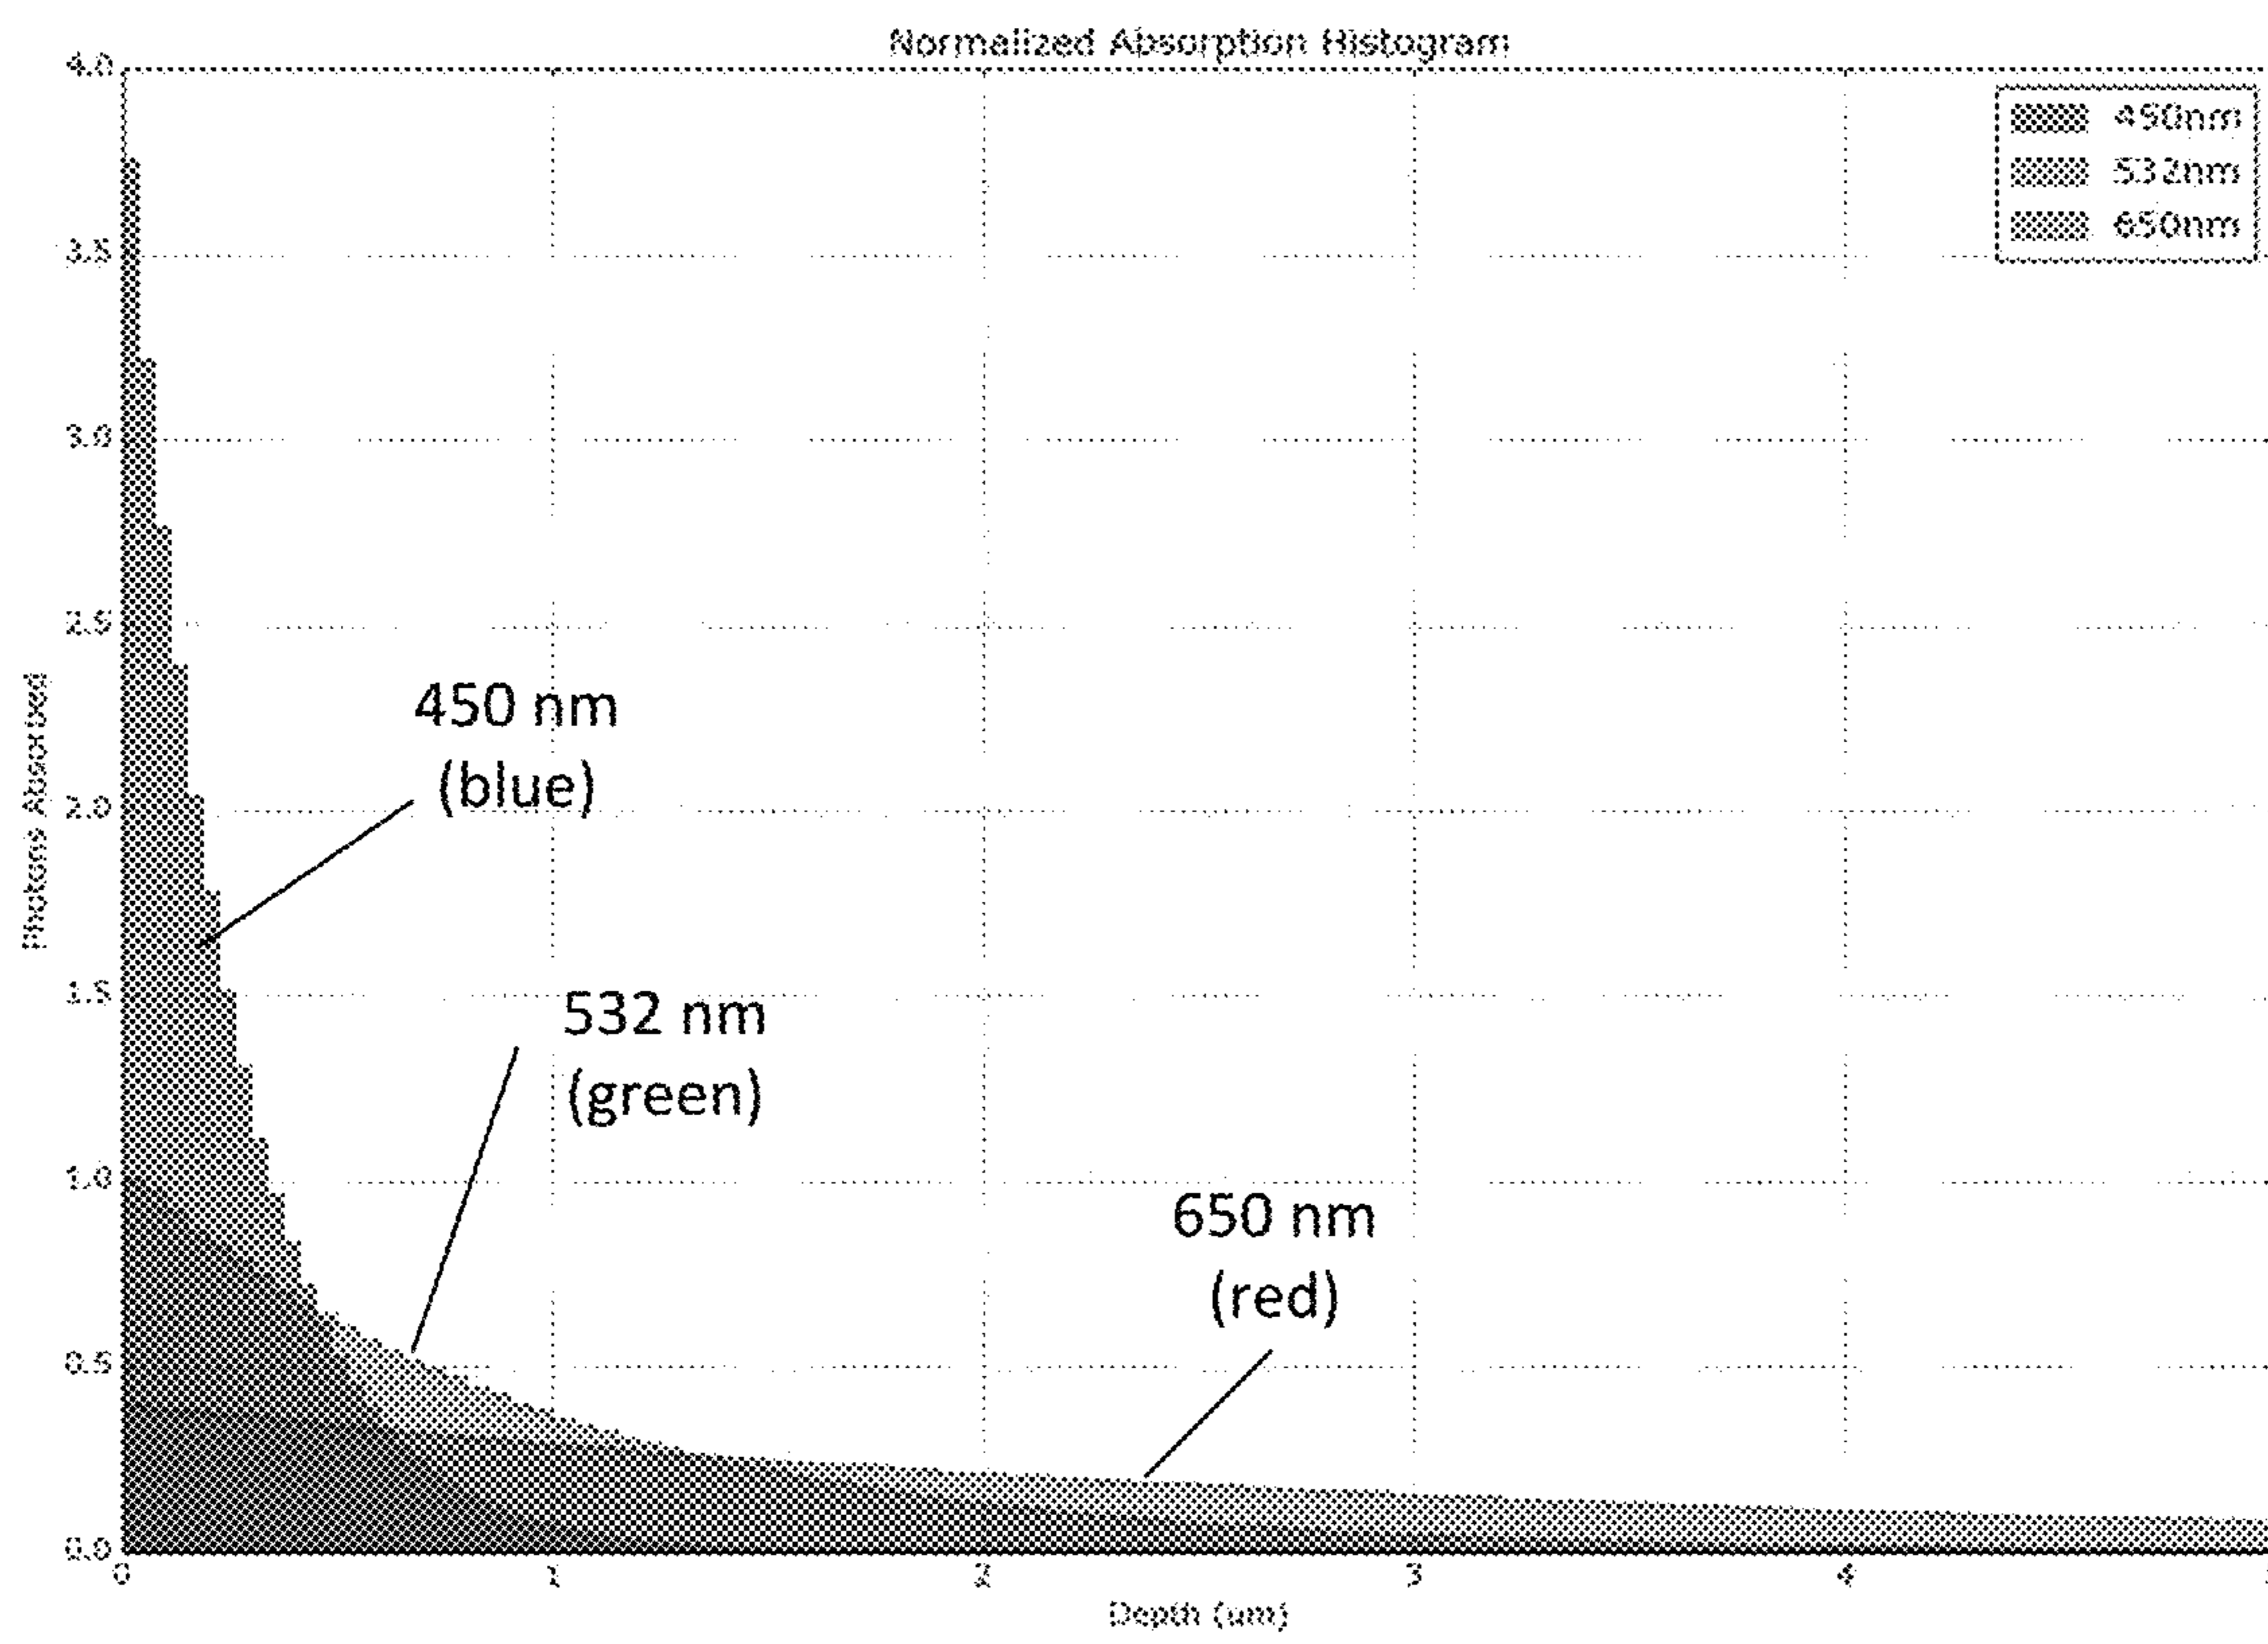 Normalized Absorption Histogram
4.0
3.5
3.0
2.5
2.0
1.5
1.0
0.5
0.0
Photons Absorbed
450nm
532nm
650nm
450 nm
(blue)
532 nm
(green)
650 nm
(red)
0
1
2
3
4
Depth (um)